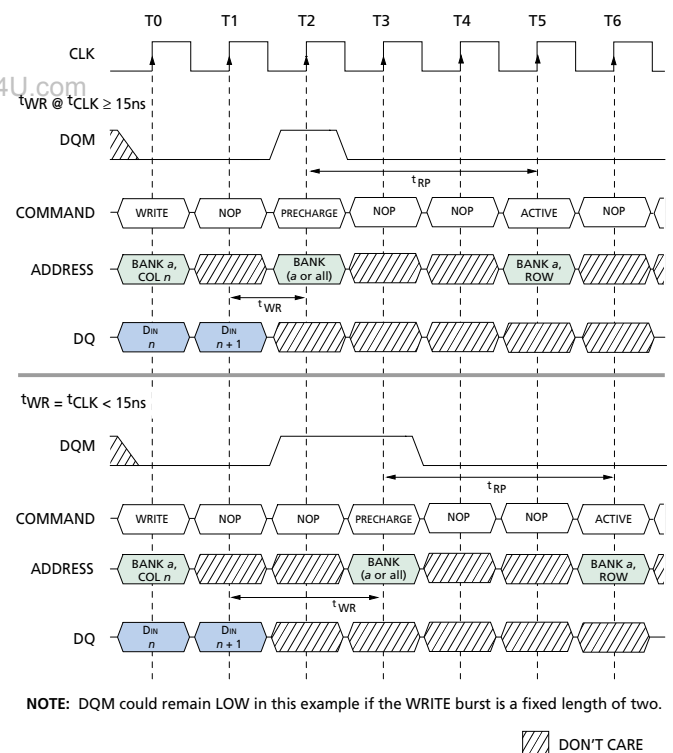 T0 T1 T2 T3 T4 T5 T6
CLK
4U.com
tWR @ tCLK ≥ 15ns
DQM
tRP
COMMAND WRITE NOP PRECHARGE NOP NOP ACTIVE NOP
ADDRESS BANK a, COL n BANK (a or all) BANK a, ROW
tWR
DQ DIN n DIN n + 1
tWR = tCLK < 15ns
DQM
tRP
COMMAND WRITE NOP NOP PRECHARGE NOP NOP ACTIVE
ADDRESS BANK a, COL n BANK (a or all) BANK a, ROW
tWR
DQ DIN n DIN n + 1
NOTE: DQM could remain LOW in this example if the WRITE burst is a fixed length of two.
DON'T CARE